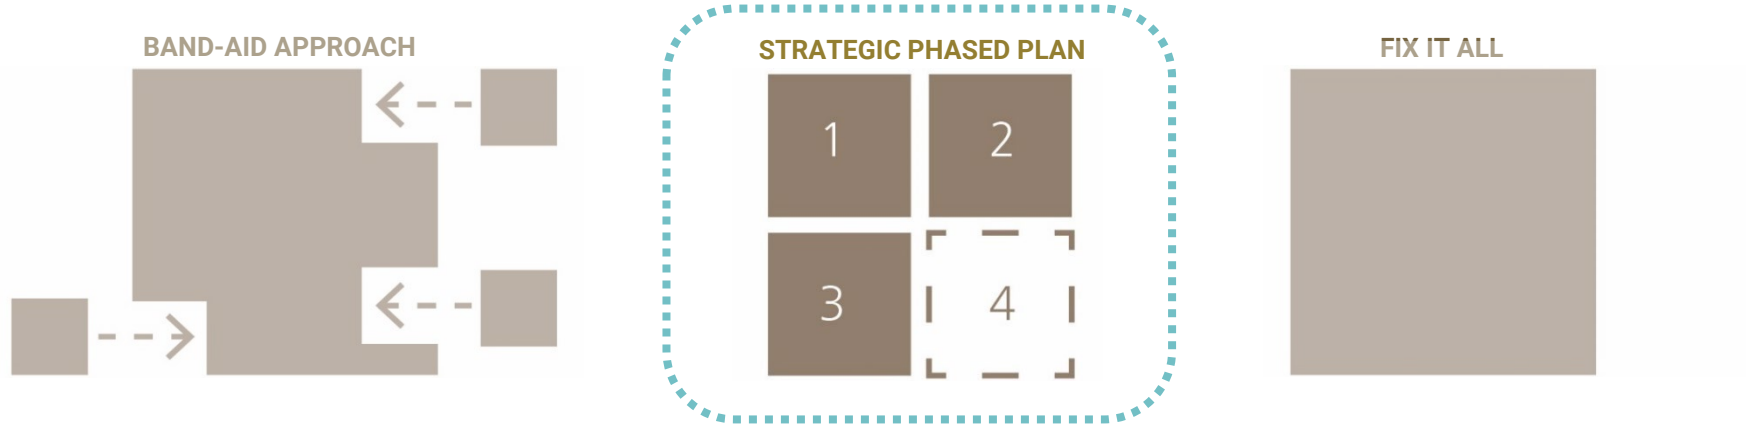 BAND-AID APPROACH
STRATEGIC PHASED PLAN
FIX IT ALL
1
2
3
4